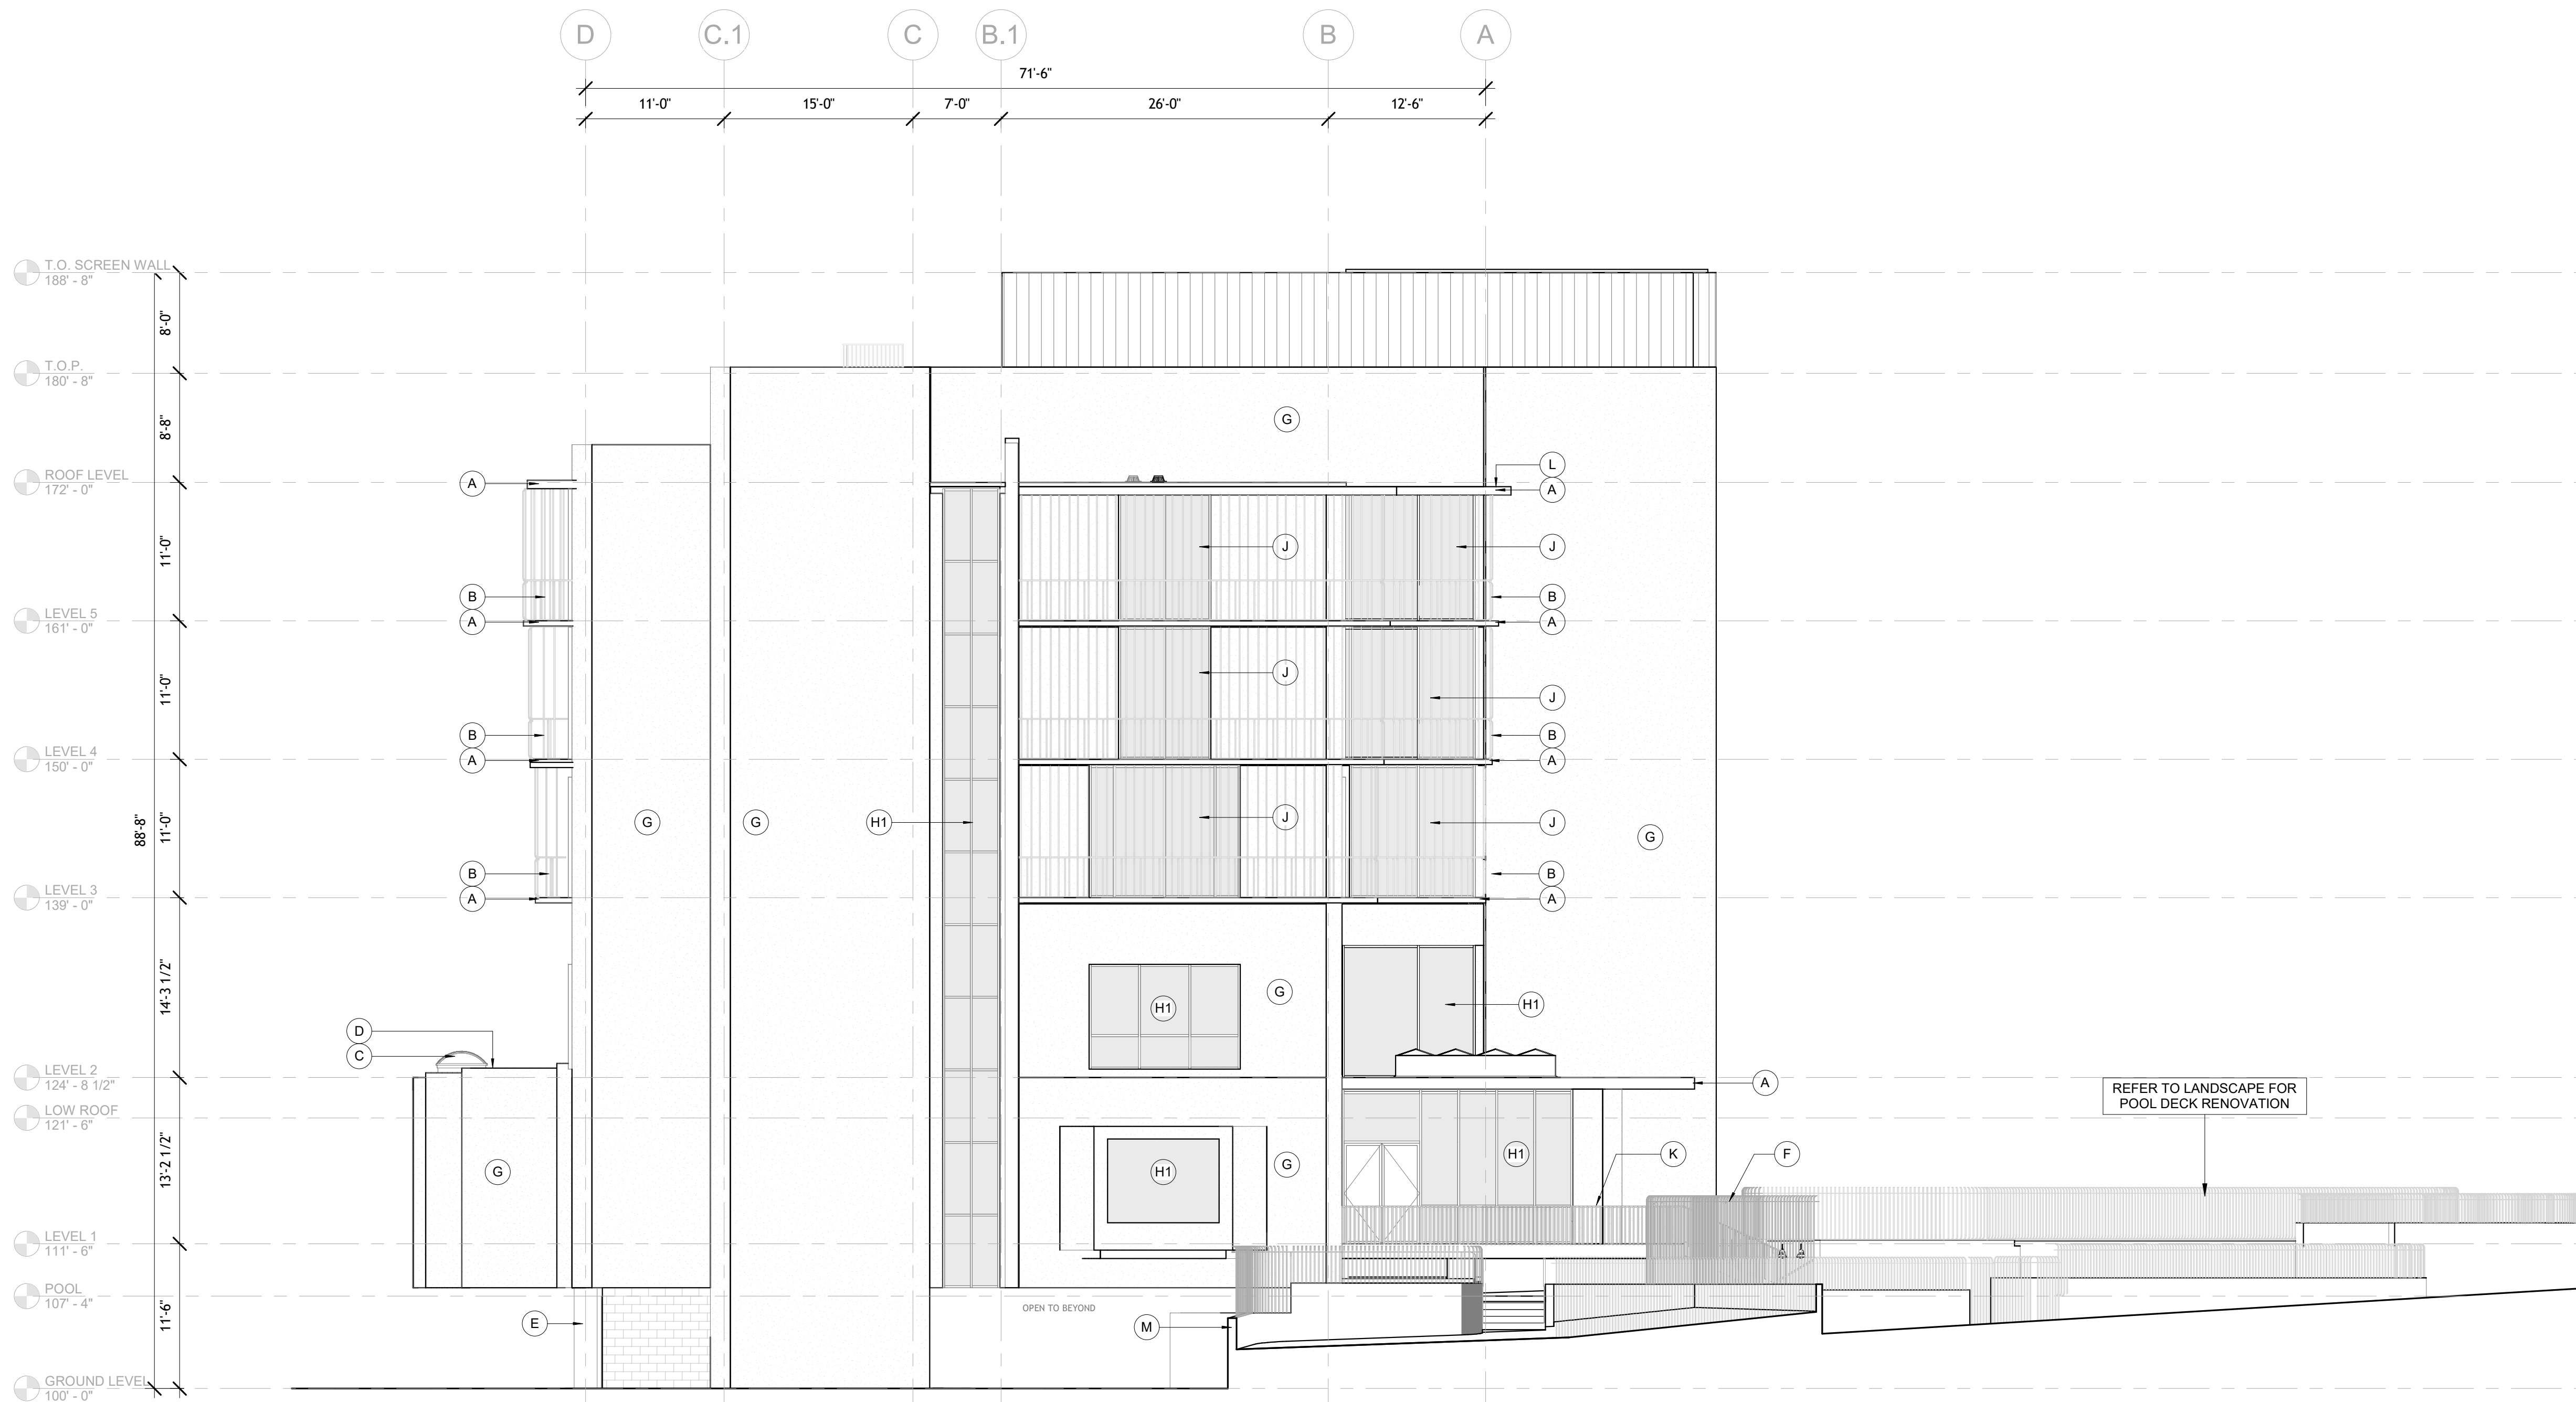 D
C.1
C
B.1
B
A
71'-6"
11'-0"
15'-0"
7'-0"
26'-0"
12'-6"
T.O. SCREEN WALL
188' - 8"
8'-0"
T.O.P.
180' - 8"
8'-8"
G
L
ROOF LEVEL
172' - 0"
A
A
11'-0"
J
J
B
B
LEVEL 5
161' - 0"
A
A
11'-0"
J
J
B
B
LEVEL 4
150' - 0"
A
A
88'-8"
11'-0"
G
G
H1
J
J
G
B
B
LEVEL 3
139' - 0"
A
A
14'-3 1/2"
G
H1
H1
D
C
LEVEL 2
124' - 8 1/2"
A
REFER TO LANDSCAPE FOR
POOL DECK RENOVATION
LOW ROOF
121' - 6"
13'-2 1/2"
G
H1
G
H1
K
F
LEVEL 1
111' - 6"
POOL
107' - 4"
11'-6"
OPEN TO BEYOND
E
M
GROUND LEVEL
100' - 0"